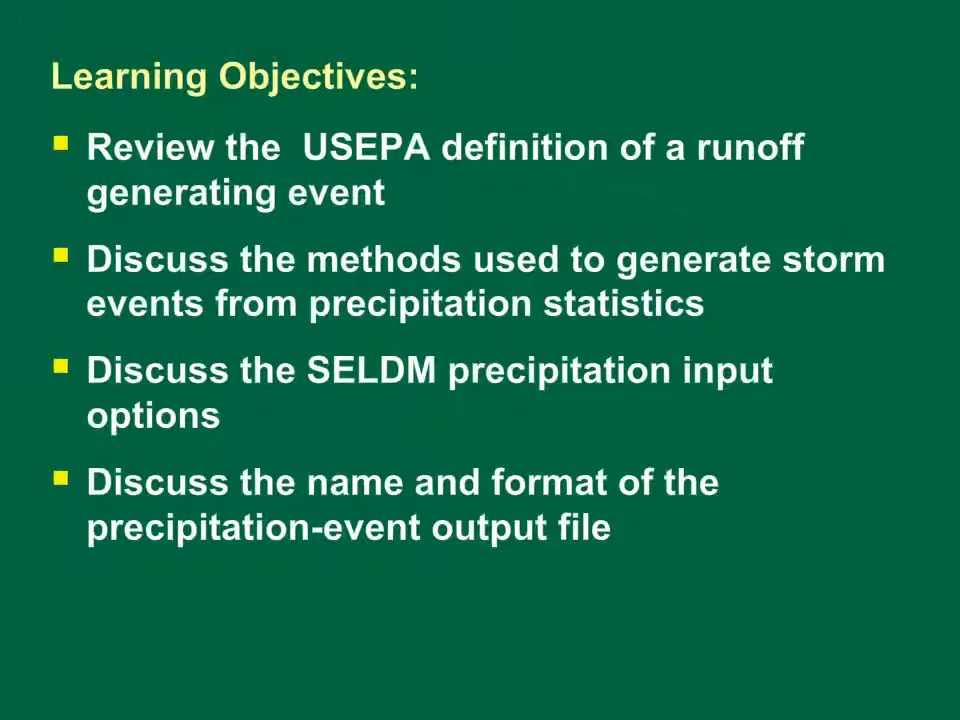 Learning Objectives:
Review the  USEPA definition of a runoff
generating event
Discuss the methods used to generate storm
events from precipitation statistics
Discuss the SELDM precipitation input
options
Discuss the name and format of the
precipitation-event output file